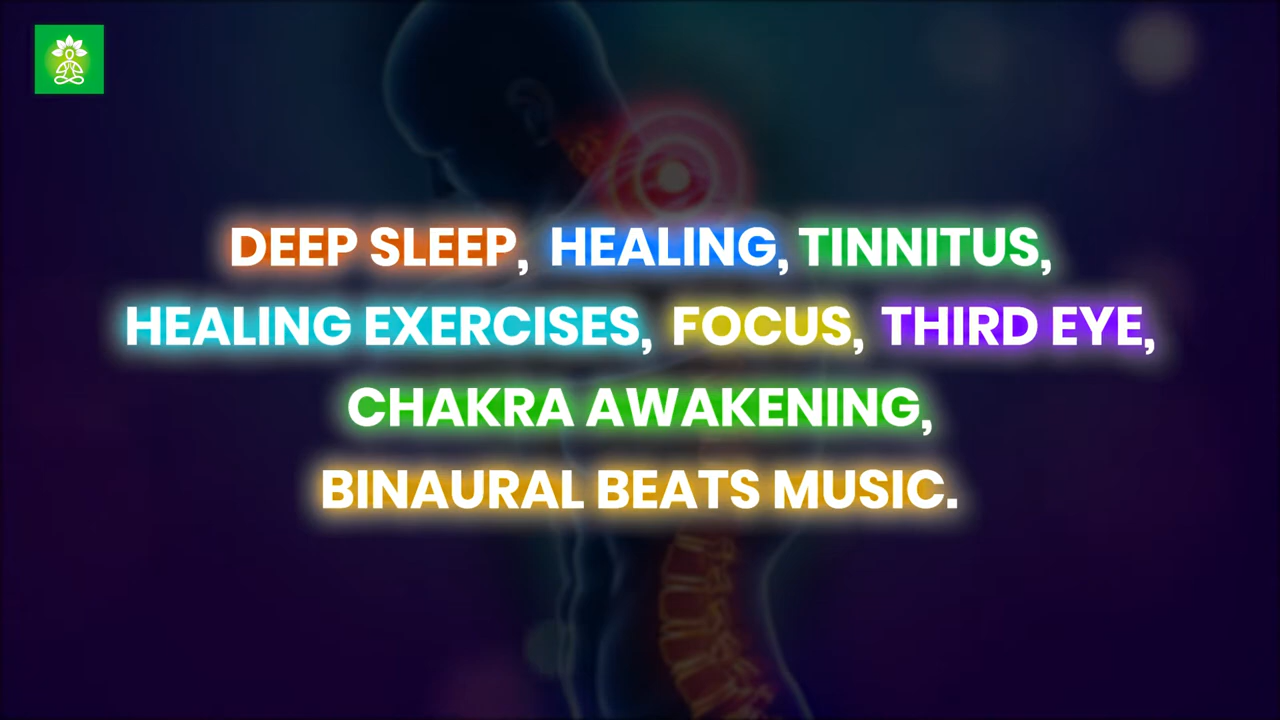 DEEP SLEEP, HEALING, TINNITUS,
HEALING EXERCISES, FOCUS, THIRD EYE,
CHAKRA AWAKENING,
BINAURAL BEATS MUSIC.